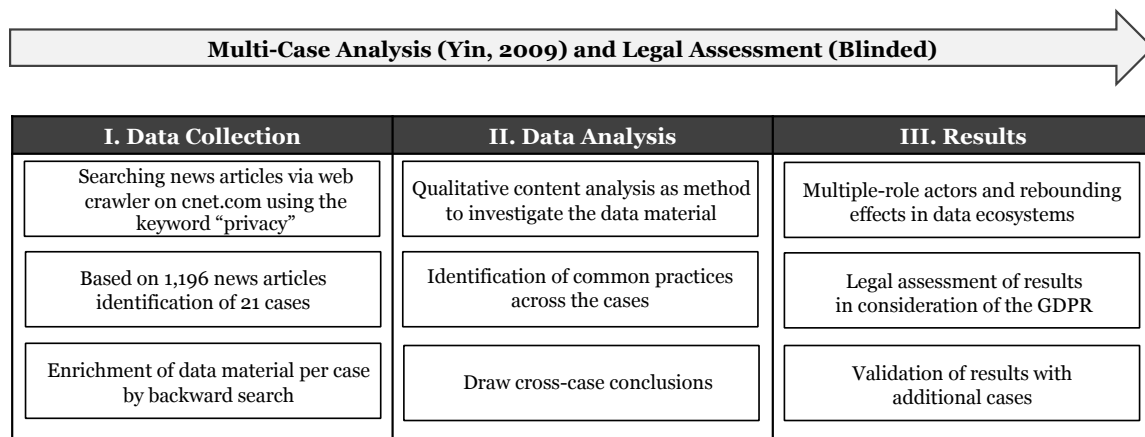 Multi-Case Analysis (Yin, 2009) and Legal Assessment (Blinded)
I. Data Collection
Searching news articles via web
crawler on cnet.com using the
keyword “privacy”
Based on 1,196 news articles
identification of 21 cases
Enrichment of data material per case
by backward search
II. Data Analysis
Qualitative content analysis as method
to investigate the data material
Identification of common practices
across the cases
Draw cross-case conclusions
III. Results
Multiple-role actors and rebounding
effects in data ecosystems
Legal assessment of results
in consideration of the GDPR
Validation of results with
additional cases